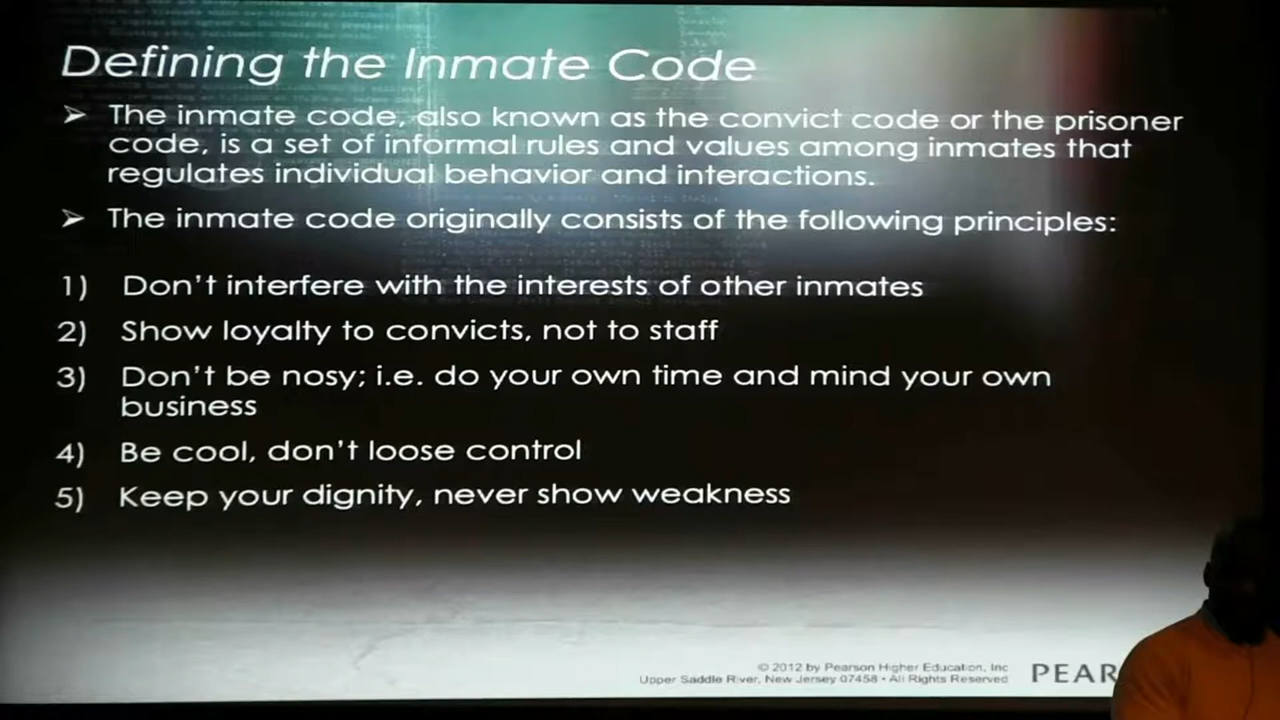 Defining the Inmate Code
➢ The inmate code, also known as the convict code or the prisoner
code, is a set of informal rules and values among inmates that
regulates individual behavior and interactions.
➢ The inmate code originally consists of the following principles:
1) Don't interfere with the interests of other inmates
2) Show loyalty to convicts, not to staff
3) Don't be nosy; i.e. do your own time and mind your own
business
4) Be cool, don't loose control
5) Keep your dignity, never show weakness
© 2012 by Pearson Higher Education, Inc
Upper Saddle River, New Jersey 07458 • All Rights Reserved
PEAR